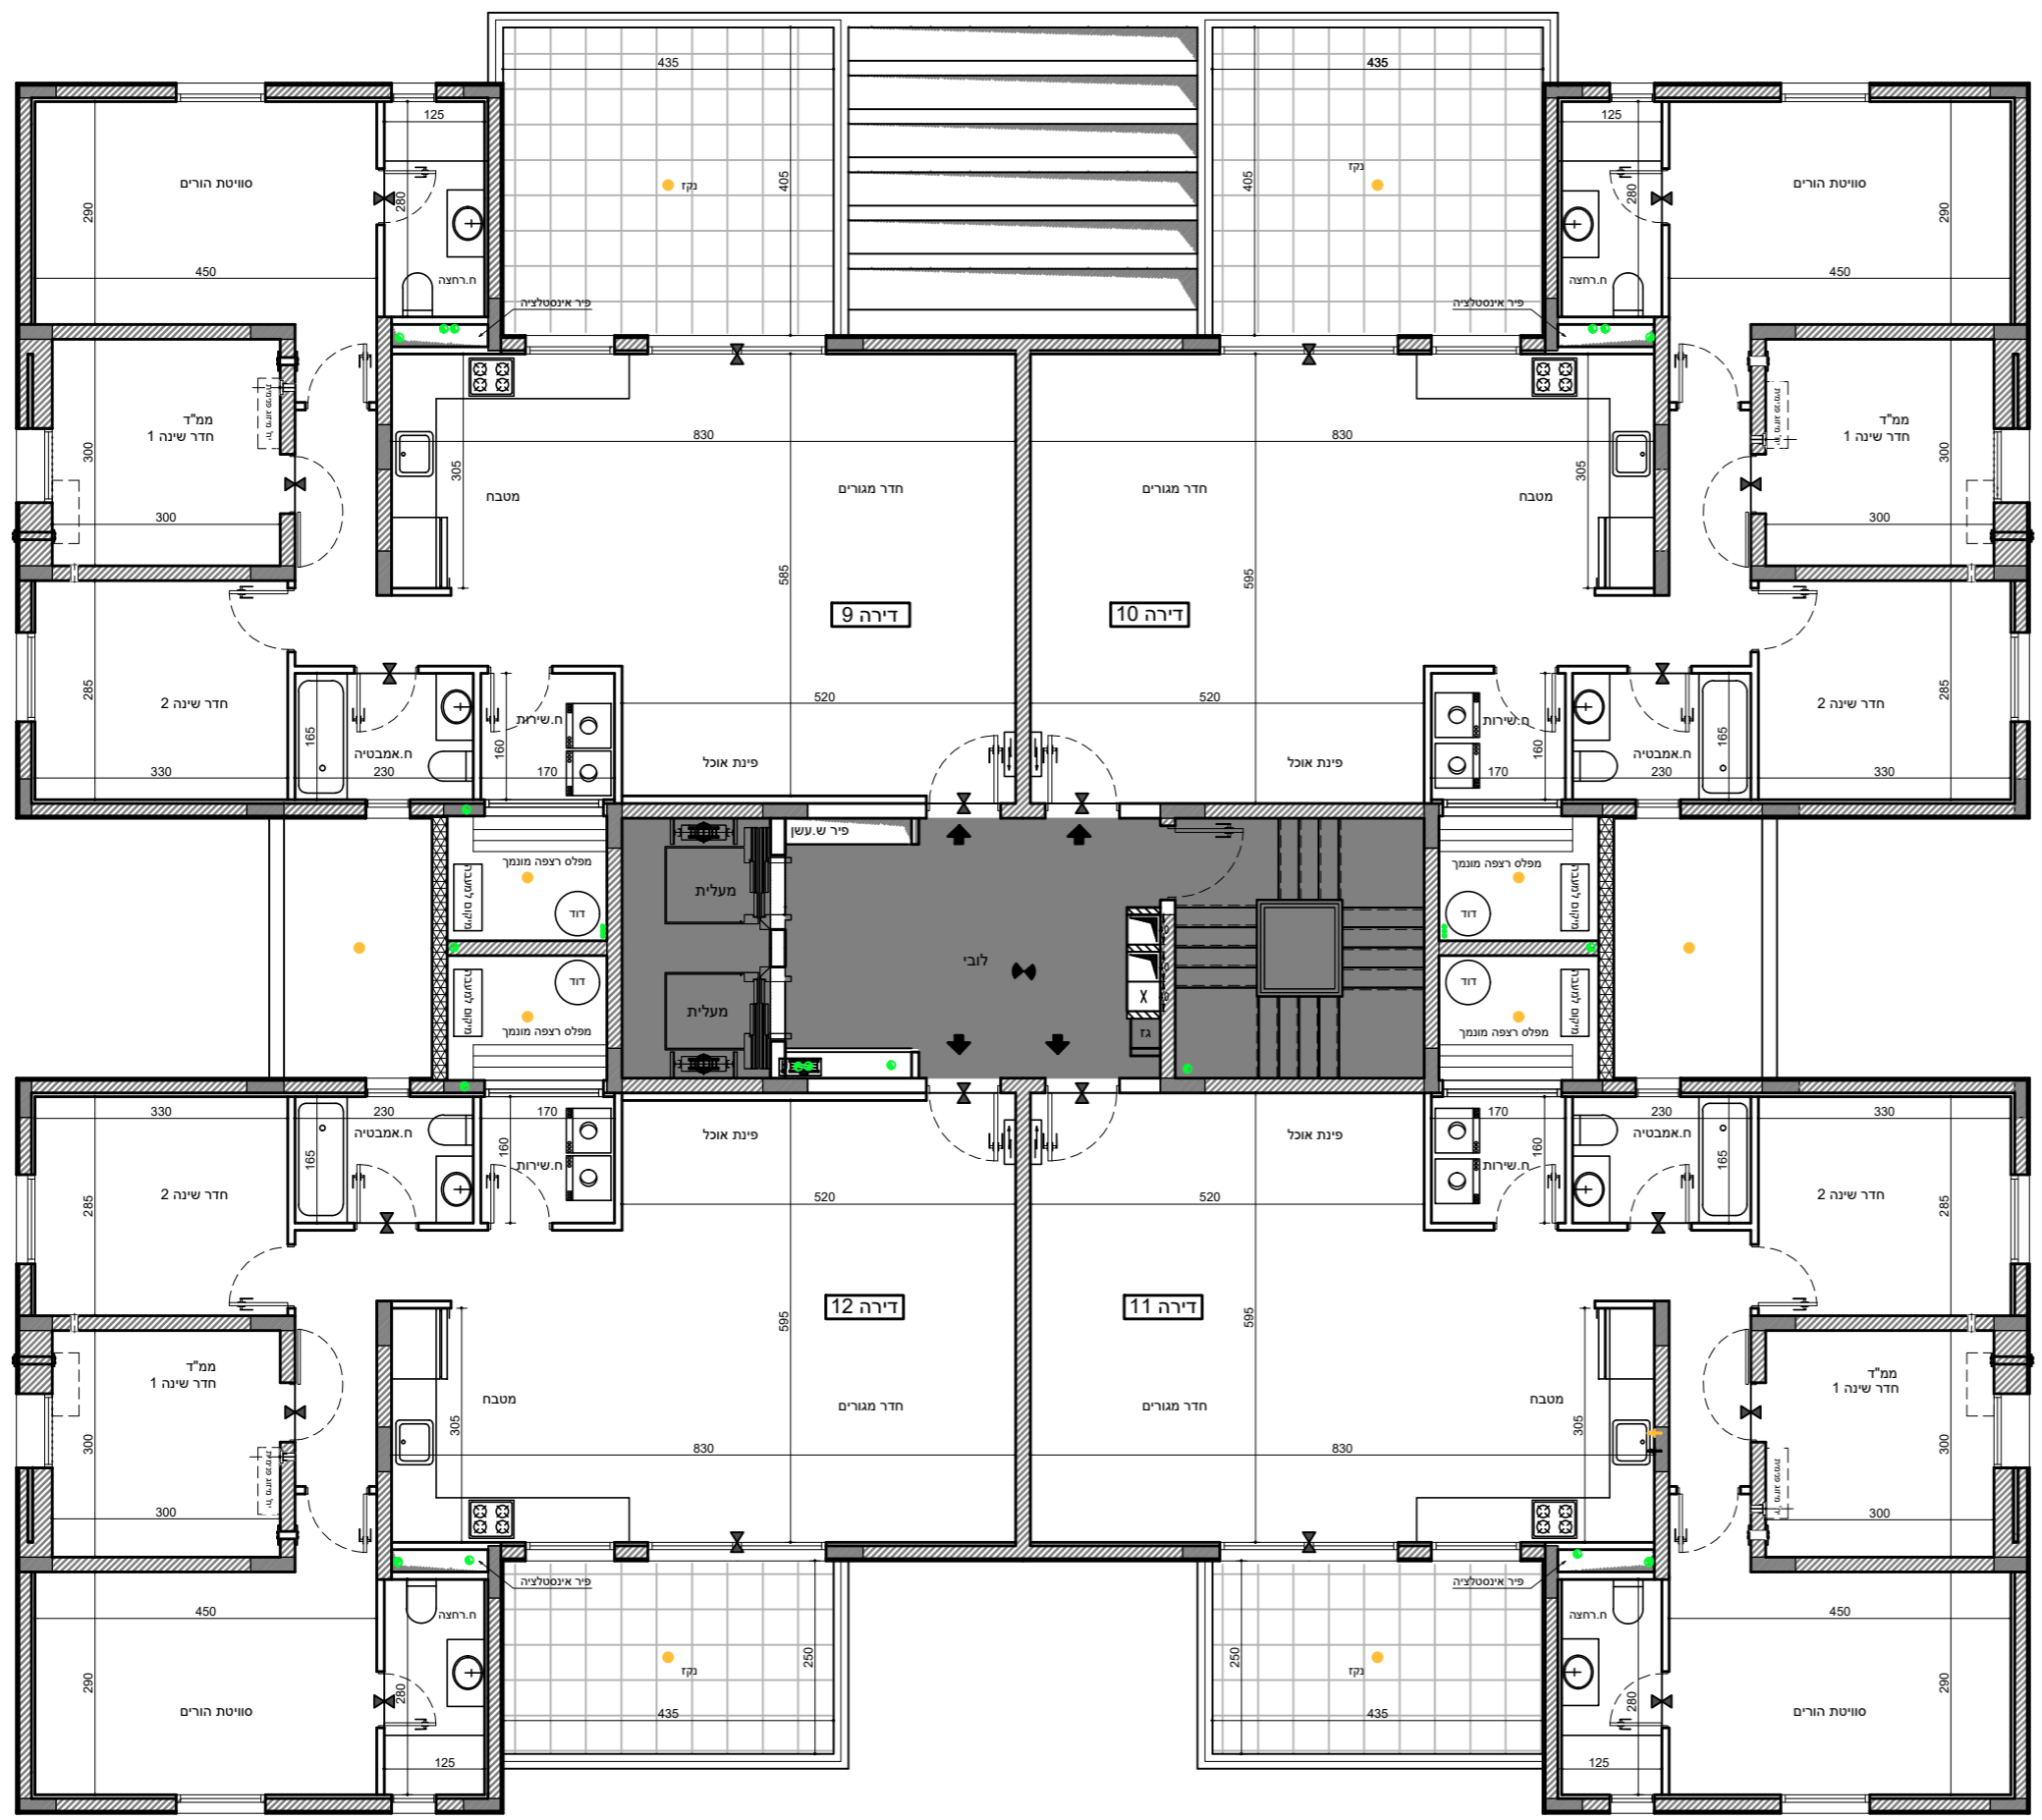 435
435
125
125
נקז
נקז
405
405
סוויטת הורים
סוויטת הורים
280
280
290
290
450
450
ח.רחצה
ח.רחצה
פיר אינסטלציה
פיר אינסטלציה
ממ"ד
חדר שינה 1
ממ"ד
חדר שינה 1
300
300
300
300
830
830
305
305
חדר מגורים
חדר מגורים
מטבח
מטבח
585
595
דירה 9
דירה 10
חדר שינה 2
חדר שינה 2
285
285
520
520
ח.שירות
ח.שירות
165
165
160
160
ח.אמבטיה
ח.אמבטיה
פינת אוכל
פינת אוכל
330
230
170
170
230
330
פיר ש.עשן
מפלס רצפה מונמך
מפלס רצפה מונמך
מיקום למעבה
מיקום למעבה
מעלית
דוד
דוד
לובי
דוד
דוד
X
מעלית
גז
מיקום למעבה
מיקום למעבה
מפלס רצפה מונמך
מפלס רצפה מונמך
330
230
170
170
230
330
ח.אמבטיה
ח.אמבטיה
פינת אוכל
פינת אוכל
165
165
160
160
ח.שירות
ח.שירות
חדר שינה 2
חדר שינה 2
285
285
520
520
דירה 12
דירה 11
595
595
ממ"ד
חדר שינה 1
ממ"ד
חדר שינה 1
מטבח
מטבח
חדר מגורים
חדר מגורים
305
305
300
300
830
830
300
300
פיר אינסטלציה
פיר אינסטלציה
450
450
ח.רחצה
ח.רחצה
250
250
נקז
נקז
290
290
280
280
סוויטת הורים
סוויטת הורים
435
435
125
125